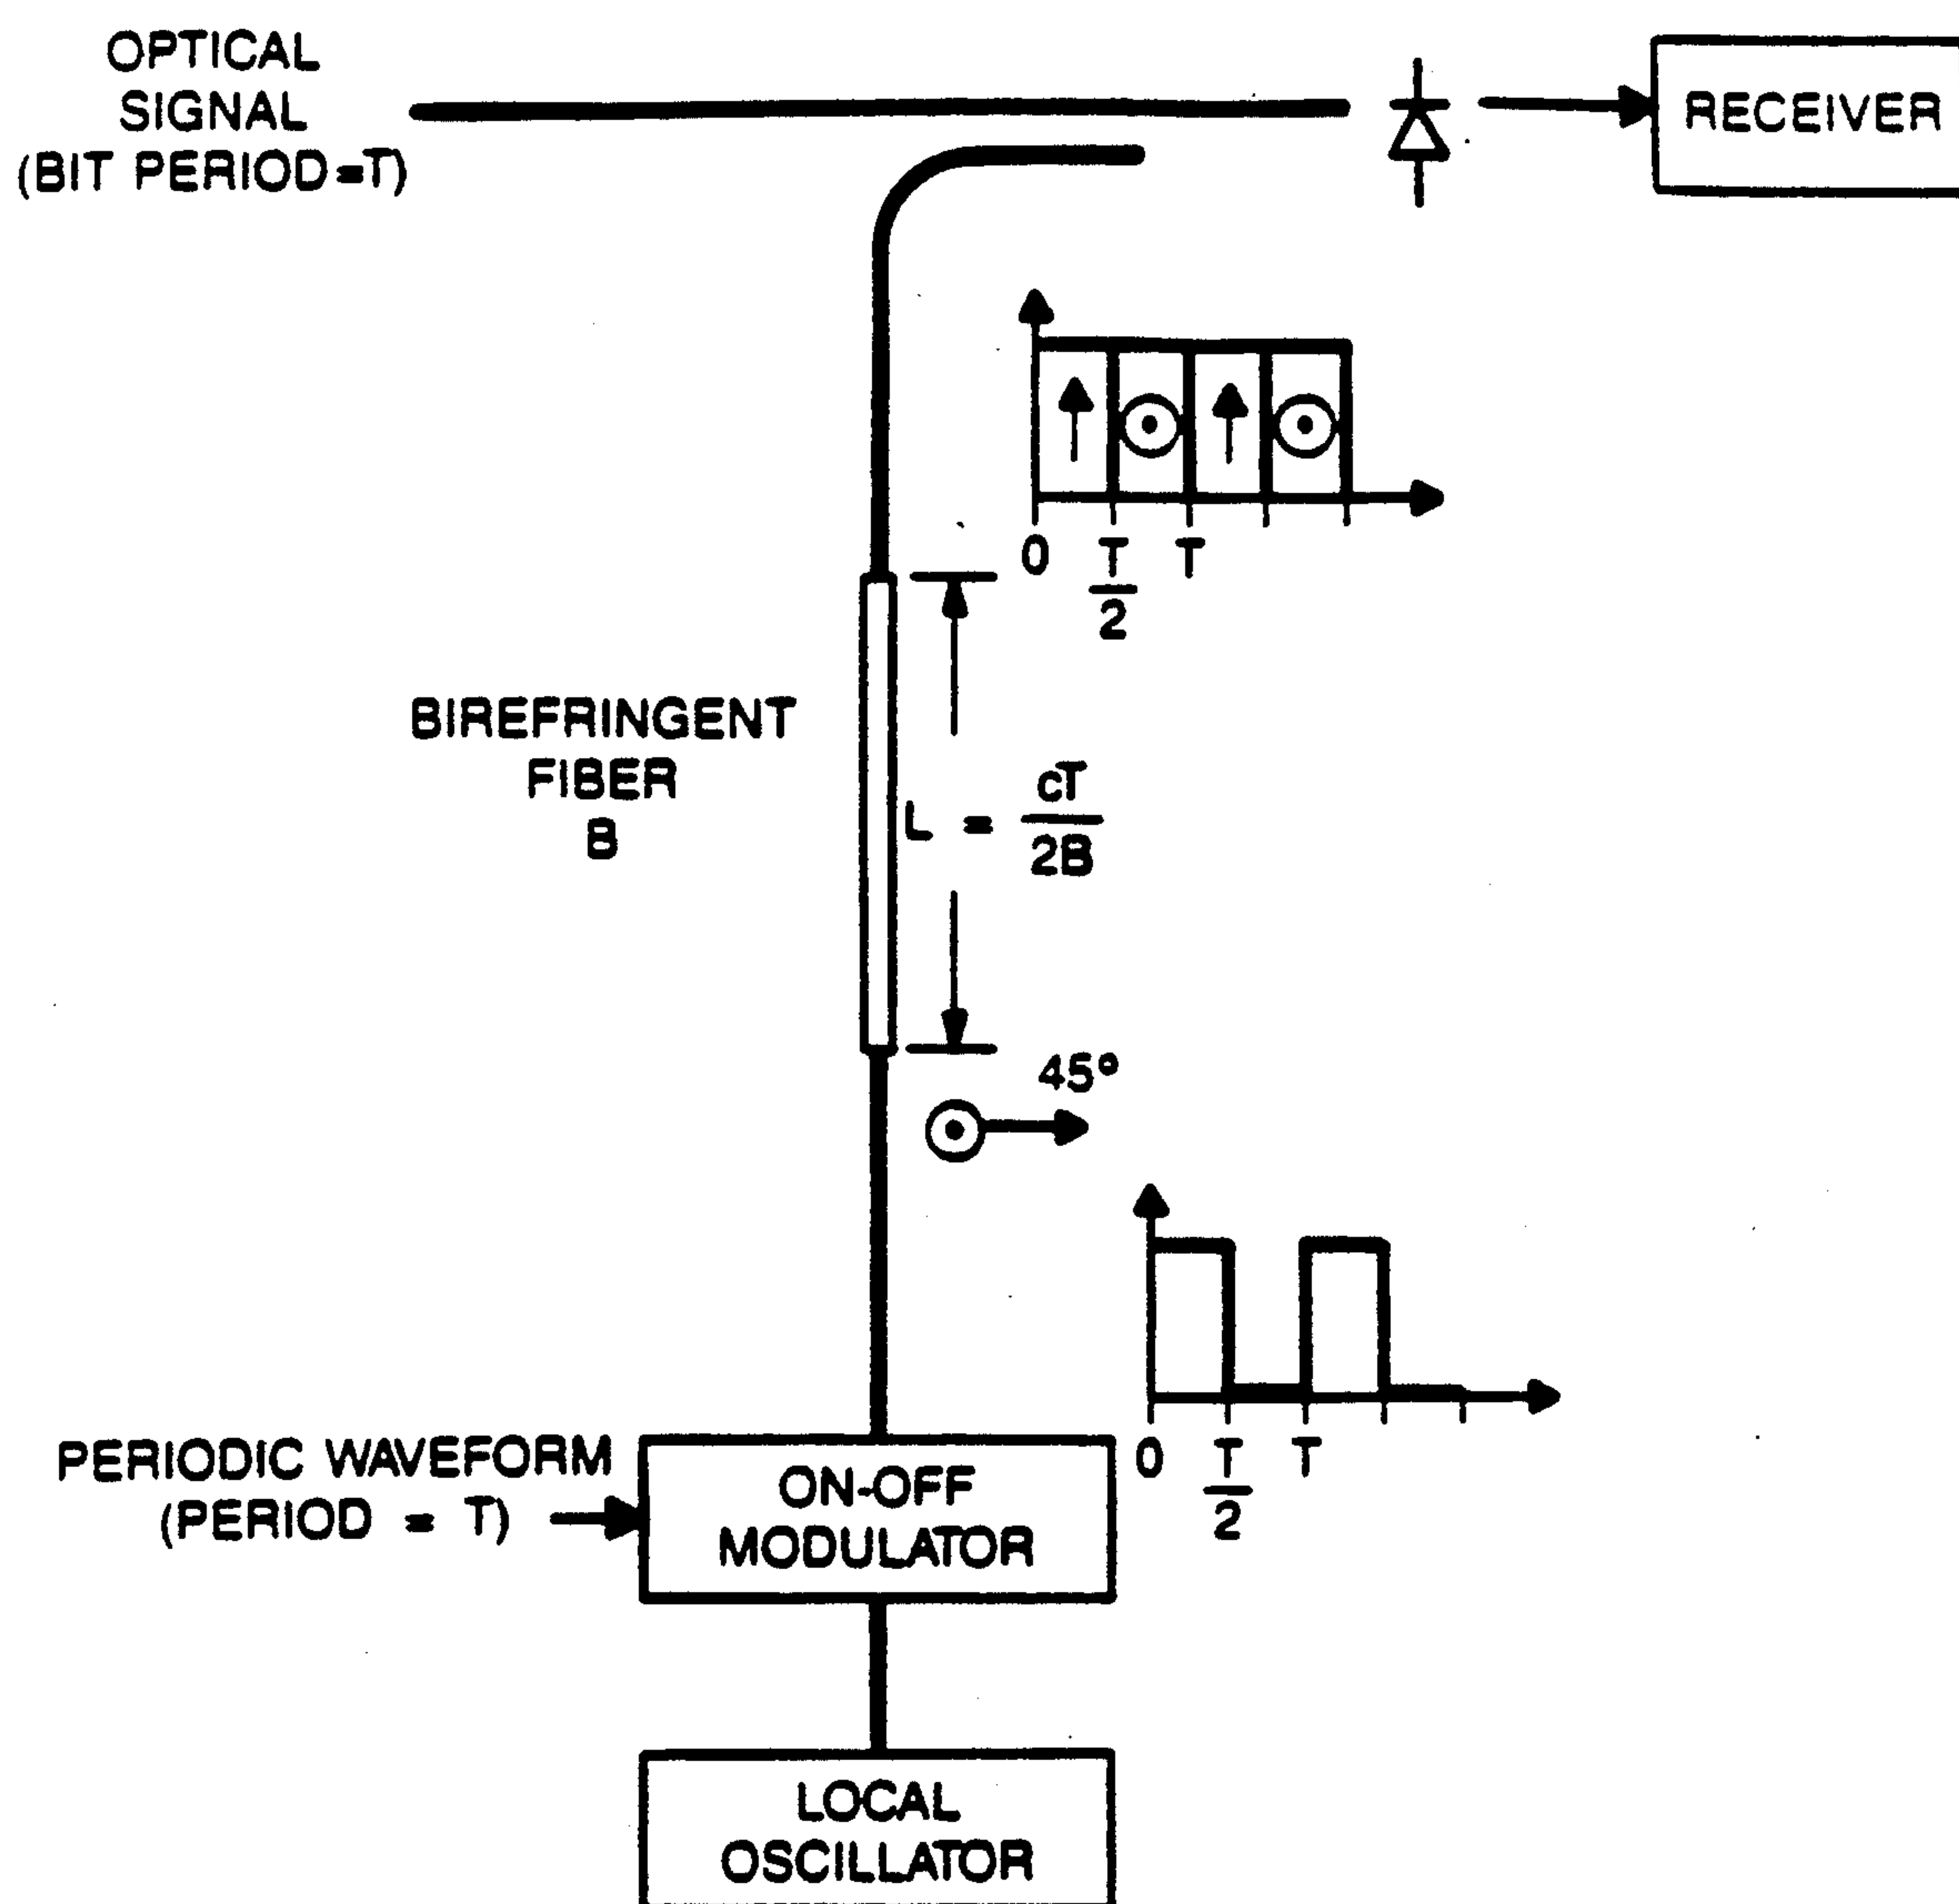 OPTICAL
SIGNAL
(BIT PERIOD=T)
RECEIVER
0 T/2 T
BIREFRINGENT
FIBER
B
L = cT/2B
45°
0 T/2 T
PERIODIC WAVEFORM
(PERIOD = T)
ON-OFF
MODULATOR
LOCAL
OSCILLATOR